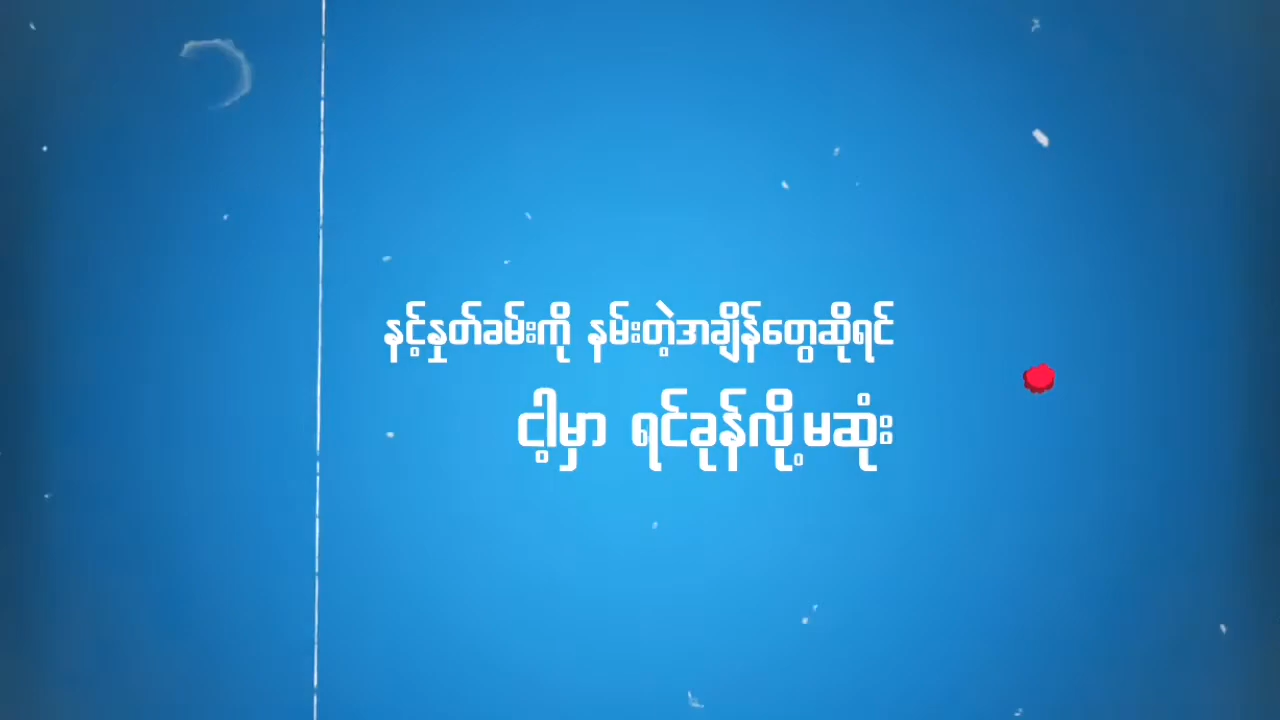 နင့်နှုတ်ခမ်းကို နမ်းတဲ့အချိန်တွေဆိုရင်
ငါ့မှာ ရင်ခုန်လို့မဆုံး